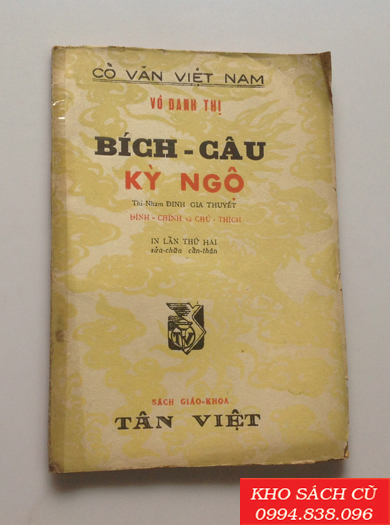 CỔ VĂN VIỆT NAM
VÔ DANH THỊ
BÍCH - CÂU
KỲ NGỘ
Thi-Nham ĐINH GIA THUYẾT
ĐÍNH - CHÍNH và CHÚ - THÍCH
IN LẦN THỨ HAI
sửa-chữa cẩn-thận
TV
SÁCH GIÁO-KHOA
TÂN VIỆT
KHO SÁCH CŨ
0994.838.096